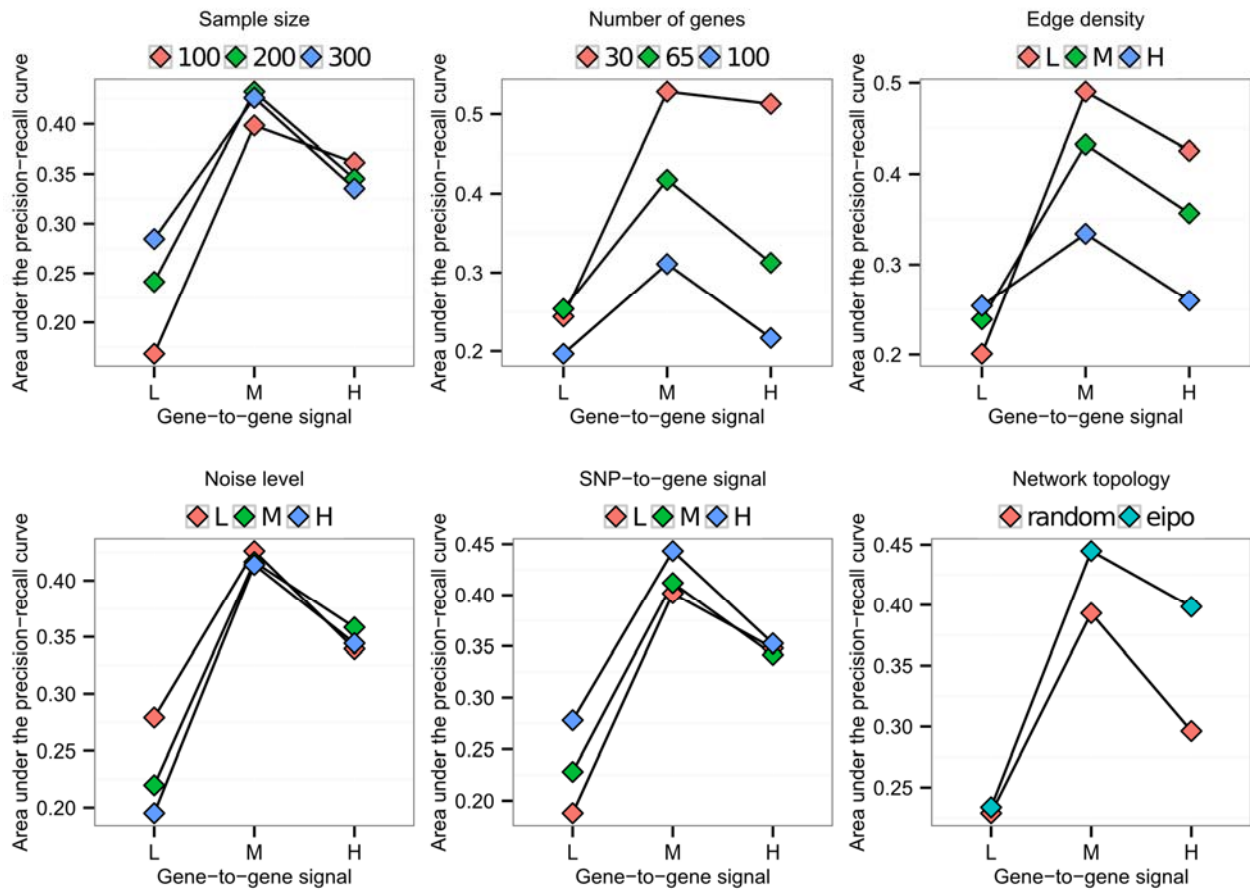 Sample size
100 200 300
Area under the precision−recall curve
0.40
0.35
0.30
0.25
0.20
L M H
Gene−to−gene signal
Number of genes
30 65 100
Area under the precision−recall curve
0.5
0.4
0.3
0.2
L M H
Gene−to−gene signal
Edge density
L M H
Area under the precision−recall curve
0.5
0.4
0.3
0.2
L M H
Gene−to−gene signal
Noise level
L M H
Area under the precision−recall curve
0.40
0.35
0.30
0.25
0.20
L M H
Gene−to−gene signal
SNP−to−gene signal
L M H
Area under the precision−recall curve
0.45
0.40
0.35
0.30
0.25
0.20
L M H
Gene−to−gene signal
Network topology
random eipo
Area under the precision−recall curve
0.45
0.40
0.35
0.30
0.25
L M H
Gene−to−gene signal